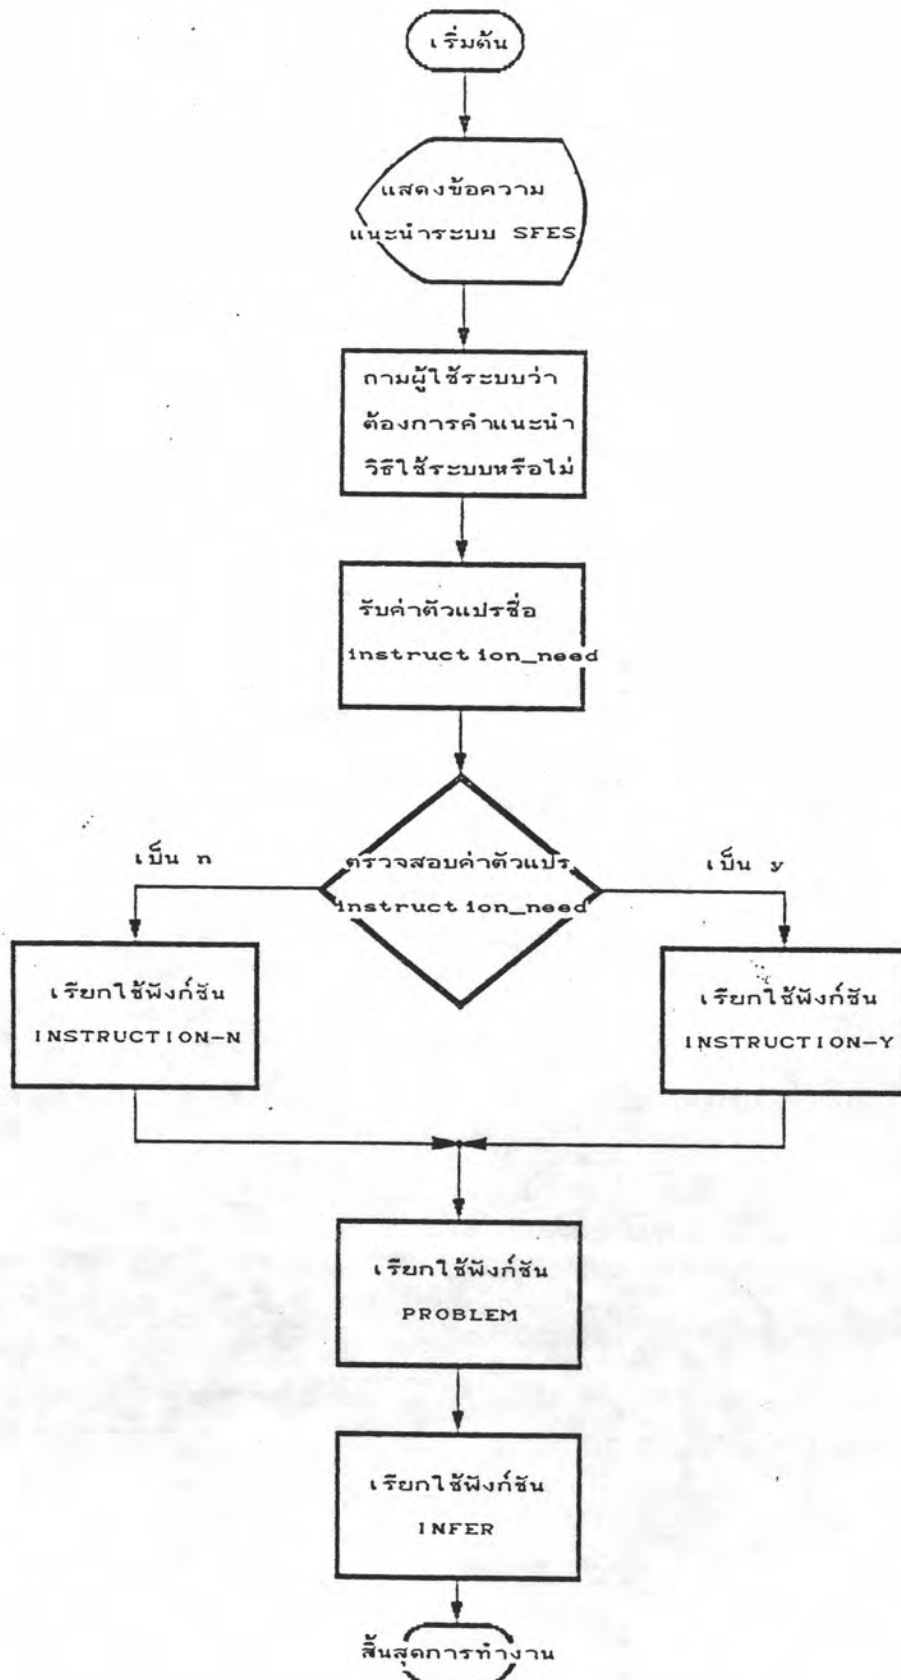 เริ่มต้น
แสดงข้อความ
แนะนำระบบ SFES
ถามผู้ใช้ระบบว่า
ต้องการคำแนะนำ
วิธีใช้ระบบหรือไม่
รับค่าตัวแปรชื่อ
instruction_need
ตรวจสอบค่าตัวแปร
instruction_need
เป็น n
เป็น y
เรียกใช้ฟังก์ชัน
INSTRUCTION-N
เรียกใช้ฟังก์ชัน
INSTRUCTION-Y
เรียกใช้ฟังก์ชัน
PROBLEM
เรียกใช้ฟังก์ชัน
INFER
สิ้นสุดการทำงาน